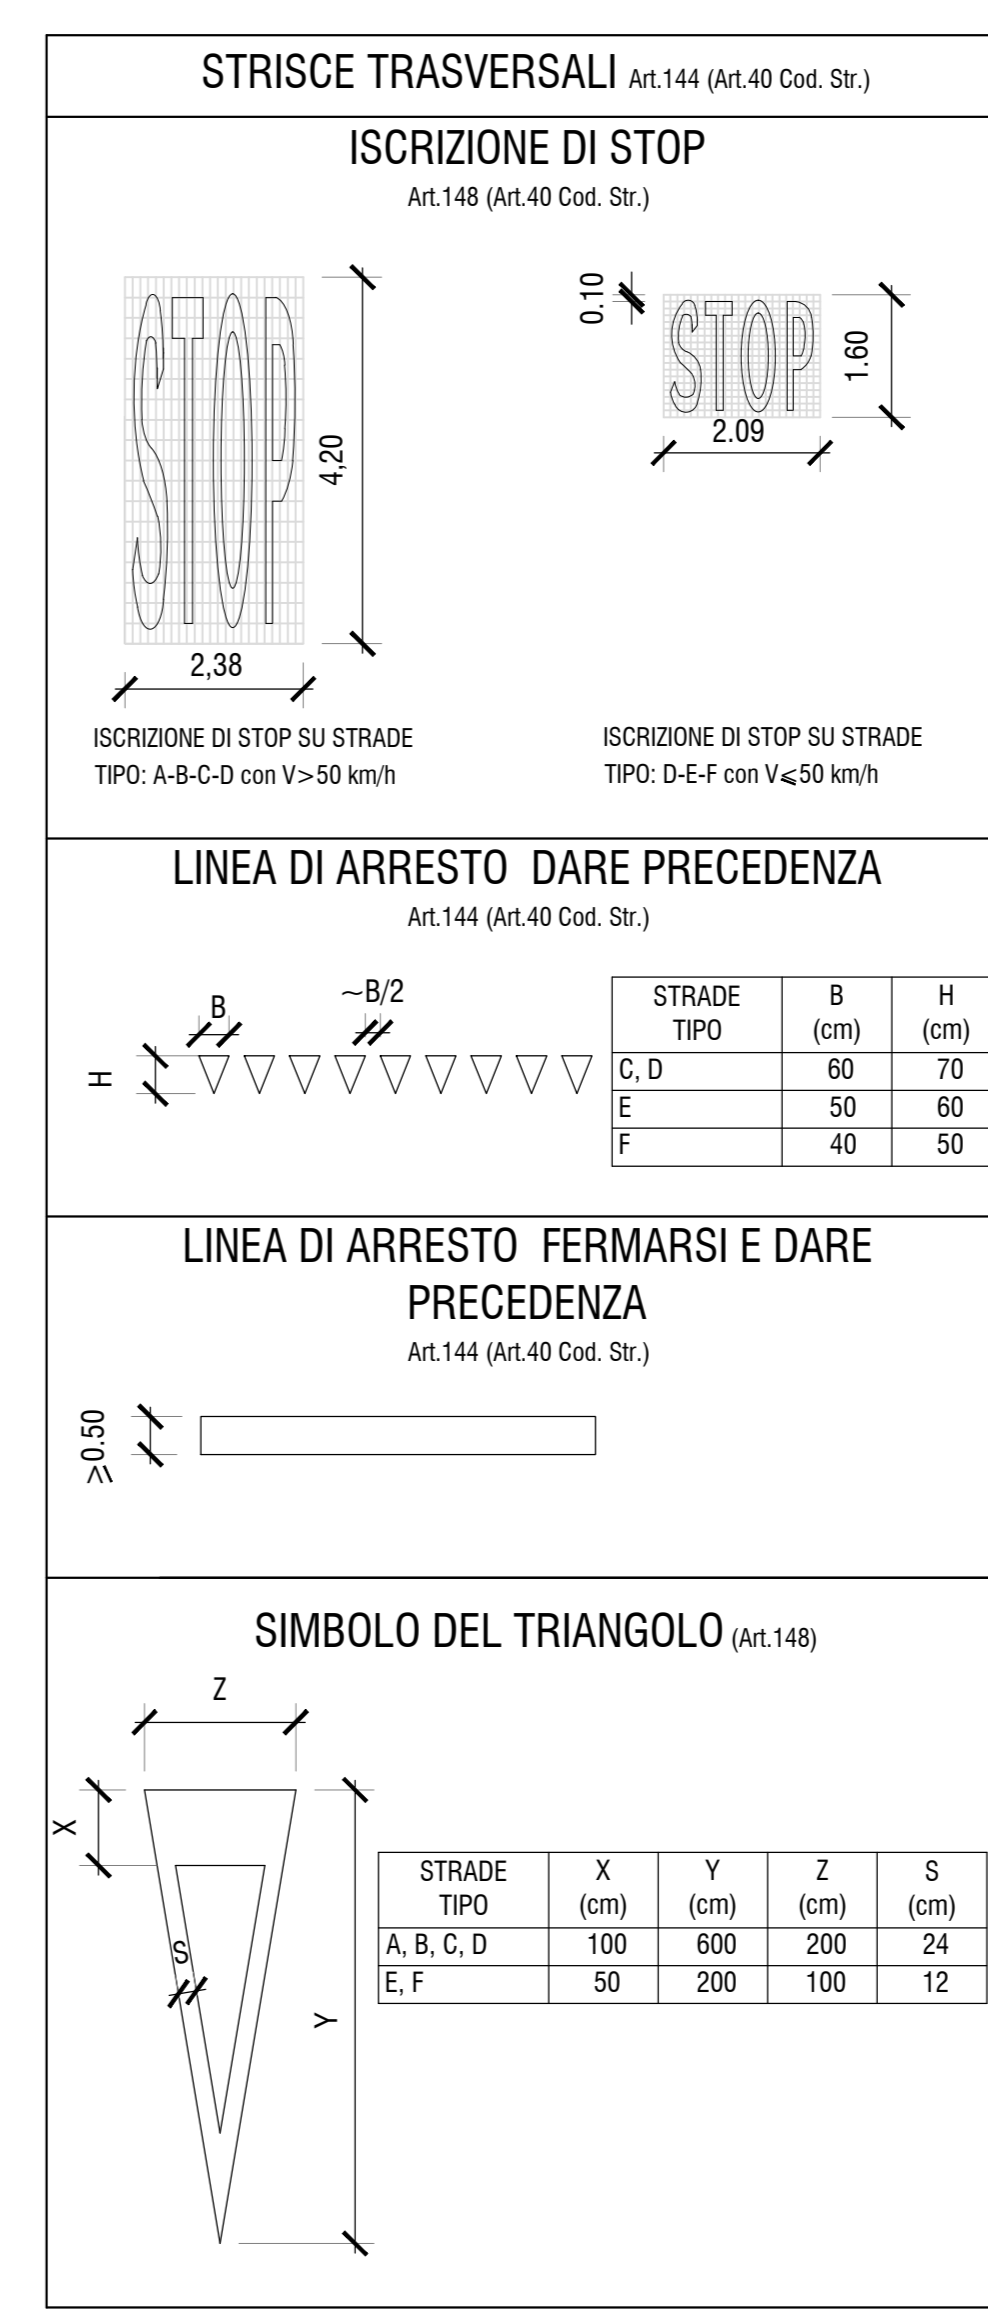 STRISCE TRASVERSALI Art.144 (Art.40 Cod. Str.)
ISCRIZIONE DI STOP
Art.148 (Art.40 Cod. Str.)
STOP
4,20
2,38
0.10
STOP
1.60
2.09
ISCRIZIONE DI STOP SU STRADE
TIPO: A-B-C-D con V>50 km/h
ISCRIZIONE DI STOP SU STRADE
TIPO: D-E-F con V⩽50 km/h
LINEA DI ARRESTO DARE PRECEDENZA
Art.144 (Art.40 Cod. Str.)
B
~B/2
H
STRADE TIPO B (cm) H (cm)
C, D 60 70
E 50 60
F 40 50
LINEA DI ARRESTO FERMARSI E DARE
PRECEDENZA
Art.144 (Art.40 Cod. Str.)
⩾0.50
SIMBOLO DEL TRIANGOLO (Art.148)
Z
X
S
Y
STRADE TIPO X (cm) Y (cm) Z (cm) S (cm)
A, B, C, D 100 600 200 24
E, F 50 200 100 12